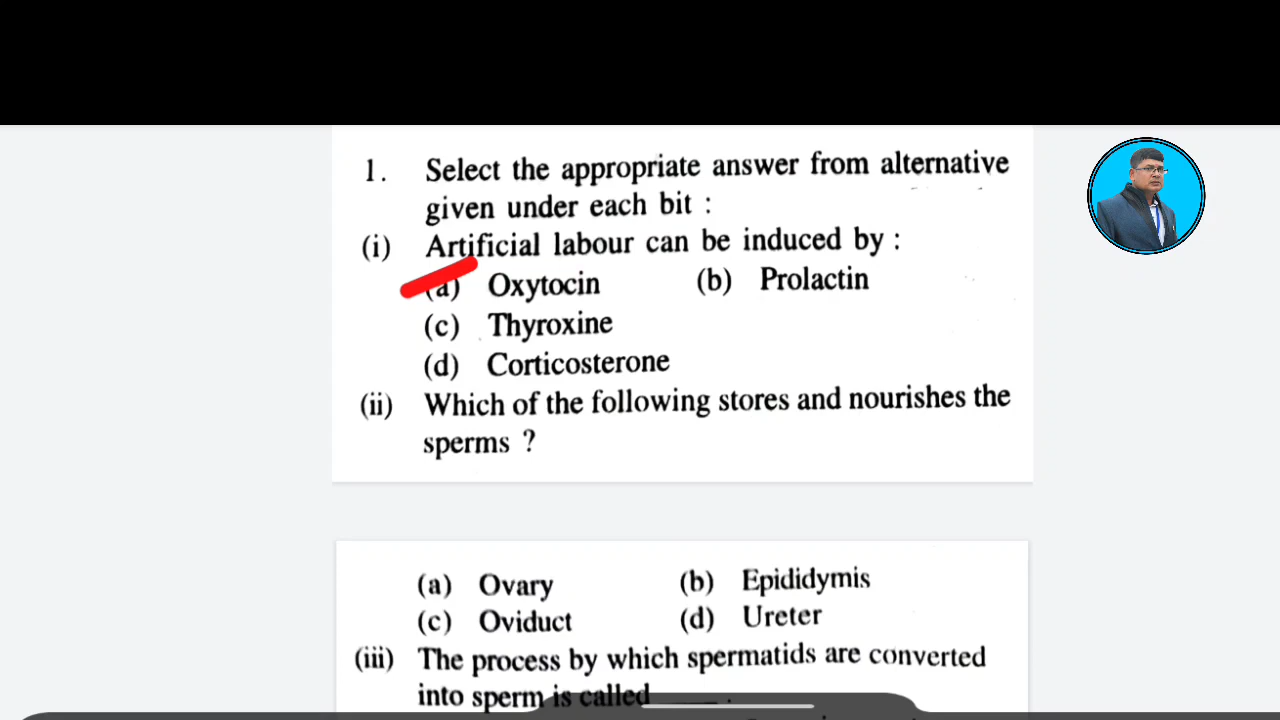 1. Select the appropriate answer from alternative
given under each bit :
(i) Artificial labour can be induced by :
(a) Oxytocin (b) Prolactin
(c) Thyroxine
(d) Corticosterone
(ii) Which of the following stores and nourishes the
sperms ?
(a) Ovary (b) Epididymis
(c) Oviduct (d) Ureter
(iii) The process by which spermatids are converted
into sperm is called